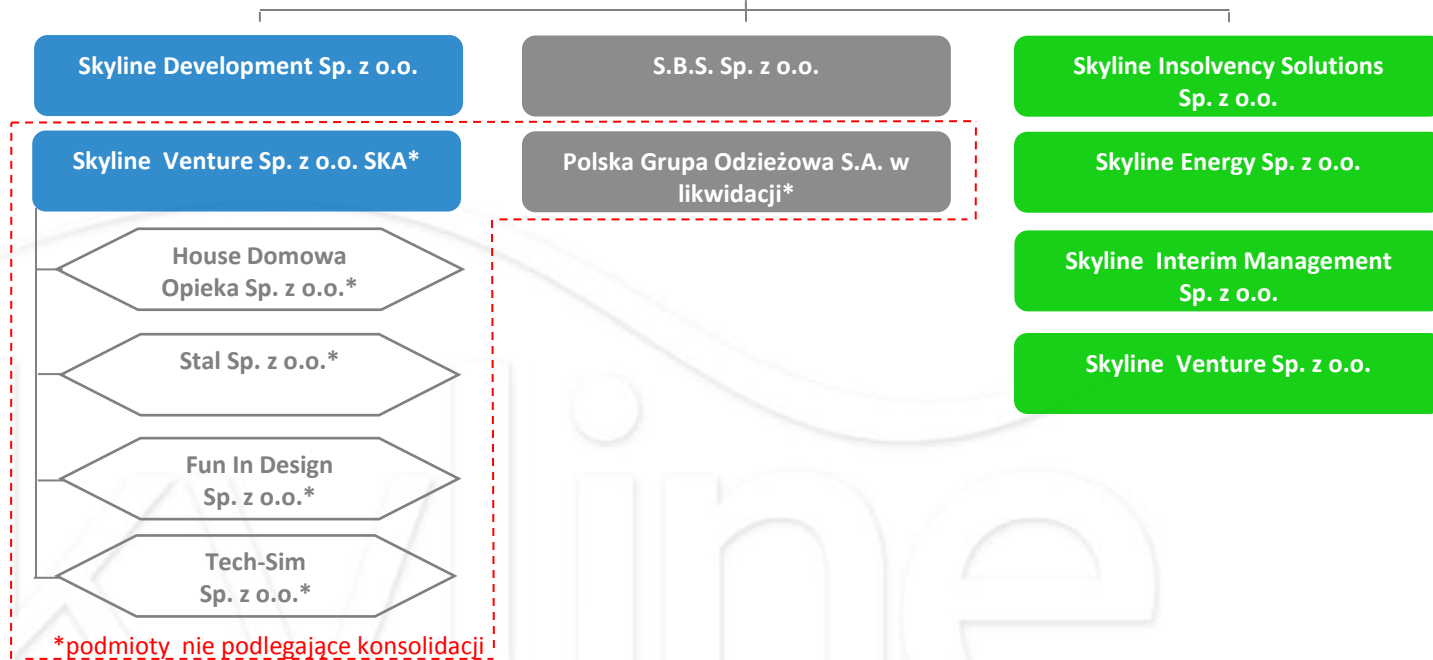 Skyline Development Sp. z o.o.
S.B.S. Sp. z o.o.
Skyline Insolvency Solutions
Sp. z o.o.
Skyline Venture Sp. z o.o. SKA*
Polska Grupa Odzieżowa S.A. w
likwidacji*
Skyline Energy Sp. z o.o.
House Domowa
Opieka Sp. z o.o.*
Skyline Interim Management
Sp. z o.o.
Stal Sp. z o.o.*
Skyline Venture Sp. z o.o.
Fun In Design
Sp. z o.o.*
Tech-Sim
Sp. z o.o.*
*podmioty nie podlegające konsolidacji